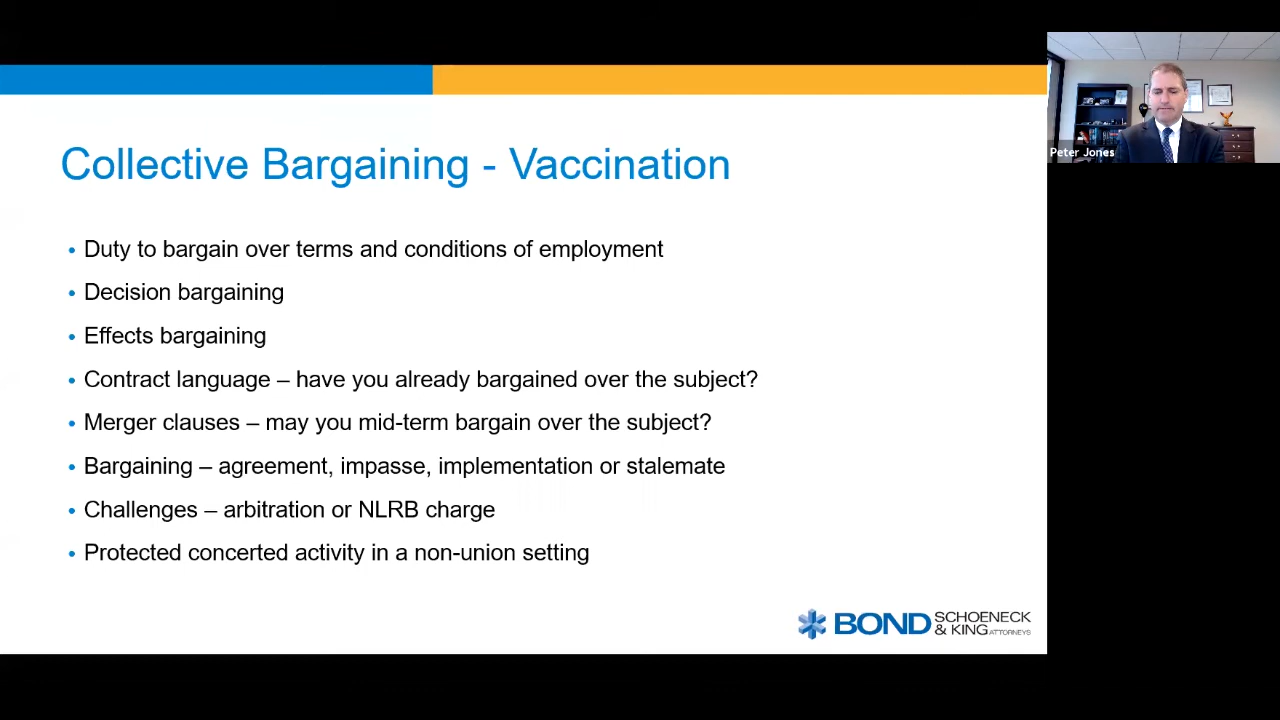 Collective Bargaining - Vaccination
• Duty to bargain over terms and conditions of employment
• Decision bargaining
• Effects bargaining
• Contract language – have you already bargained over the subject?
• Merger clauses – may you mid-term bargain over the subject?
• Bargaining – agreement, impasse, implementation or stalemate
• Challenges – arbitration or NLRB charge
• Protected concerted activity in a non-union setting
BOND SCHOENECK
& KING ATTORNEYS
Peter Jones